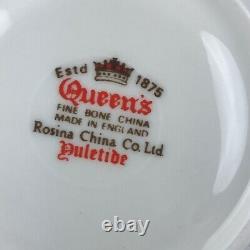 Estd 1875
Queen's
FINE BONE CHINA
MADE IN ENGLAND
Rosina China Co. Ltd.
Yuletide